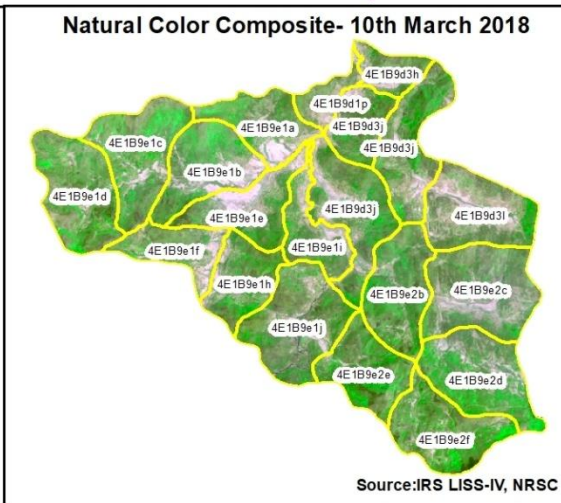 Natural Color Composite- 10th March 2018
4E1B9d3h
4E1B9d1p
4E1B9e1a
4E1B9d3j
4E1B9e1c
4E1B9d3j
4E1B9e1b
4E1B9e1d
4E1B9d3j
4E1B9d3l
4E1B9e1e
4E1B9e1i
4E1B9e1f
4E1B9e1h
4E1B9e2b
4E1B9e2c
4E1B9e1j
4E1B9e2e
4E1B9e2d
4E1B9e2f
Source:IRS LISS-IV, NRSC